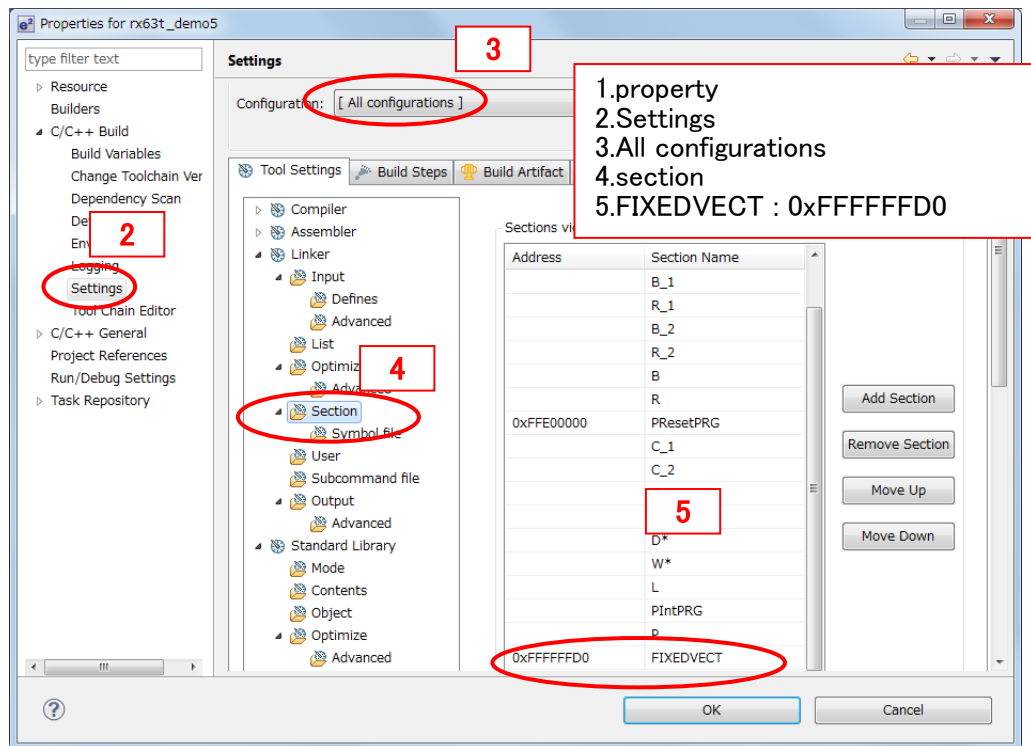 e² Properties for rx63t_demo5
type filter text
Resource
Builders
C/C++ Build
Build Variables
Change Toolchain Ver
Dependency Scan
2
Logging
Settings
Tool Chain Editor
C/C++ General
Project References
Run/Debug Settings
Task Repository
Settings
3
Configuration: [ All configurations ]
1.property
2.Settings
3.All configurations
4.section
5.FIXEDVECT : 0xFFFFFFD0
Tool Settings
Build Steps
Build Artifact
Compiler
Assembler
Linker
Input
Defines
Advanced
List
4
Advanced
Section
Symbol file
User
Subcommand file
Output
Advanced
Standard Library
Mode
Contents
Object
Optimize
Advanced
Sections
Address Section Name
B_1
R_1
B_2
R_2
B
R
0xFFE00000 PResetPRG
C_1
C_2
5
D*
W*
L
PIntPRG
P
0xFFFFFFD0 FIXEDVECT
Add Section
Remove Section
Move Up
Move Down
?
OK
Cancel